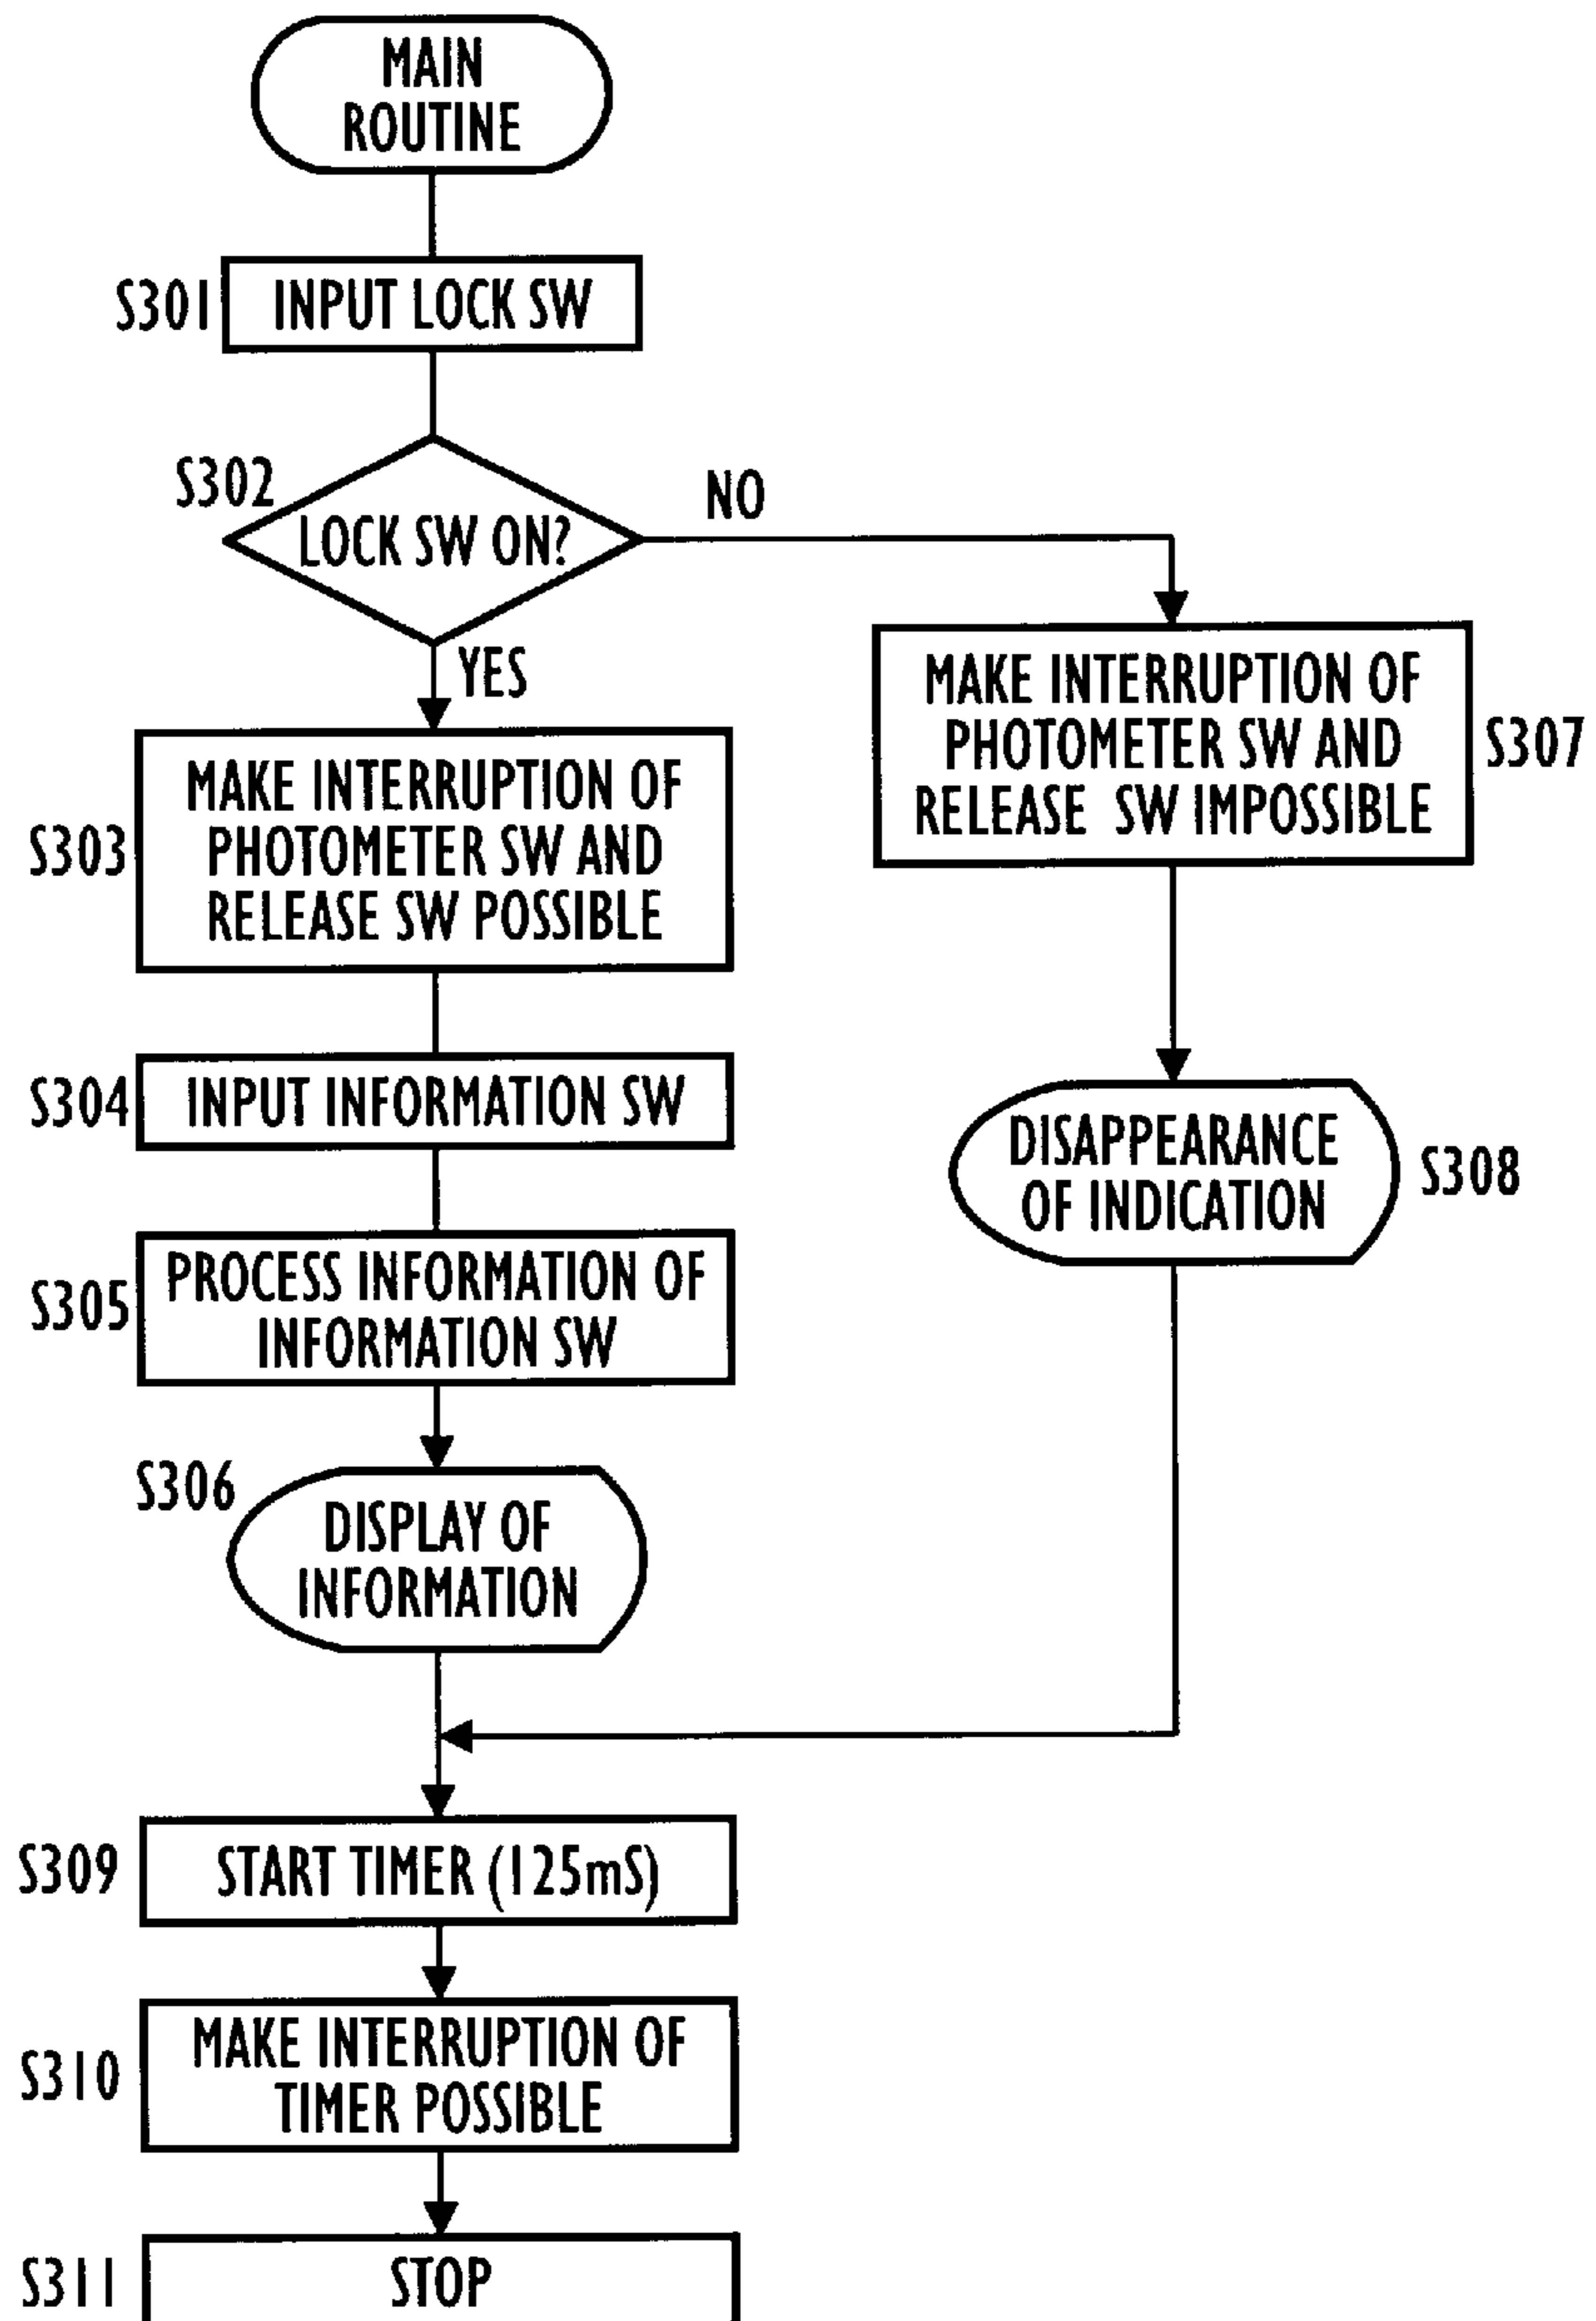 MAIN
ROUTINE
S301
INPUT LOCK SW
S302
LOCK SW ON?
NO
YES
S303
MAKE INTERRUPTION OF
PHOTOMETER SW AND
RELEASE SW POSSIBLE
S304
INPUT INFORMATION SW
S305
PROCESS INFORMATION OF
INFORMATION SW
S306
DISPLAY OF
INFORMATION
MAKE INTERRUPTION OF
PHOTOMETER SW AND
RELEASE SW IMPOSSIBLE
S307
DISAPPEARANCE
OF INDICATION
S308
S309
START TIMER (125mS)
S310
MAKE INTERRUPTION OF
TIMER POSSIBLE
S311
STOP